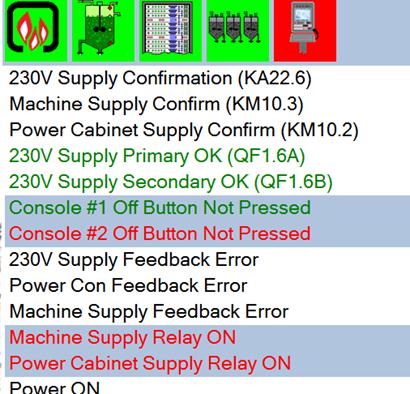 230V Supply Confirmation (KA22.6)
Machine Supply Confirm (KM10.3)
Power Cabinet Supply Confirm (KM10.2)
230V Supply Primary OK (QF1.6A)
230V Supply Secondary OK (QF1.6B)
Console #1 Off Button Not Pressed
Console #2 Off Button Not Pressed
230V Supply Feedback Error
Power Con Feedback Error
Machine Supply Feedback Error
Machine Supply Relay ON
Power Cabinet Supply Relay ON
Power ON